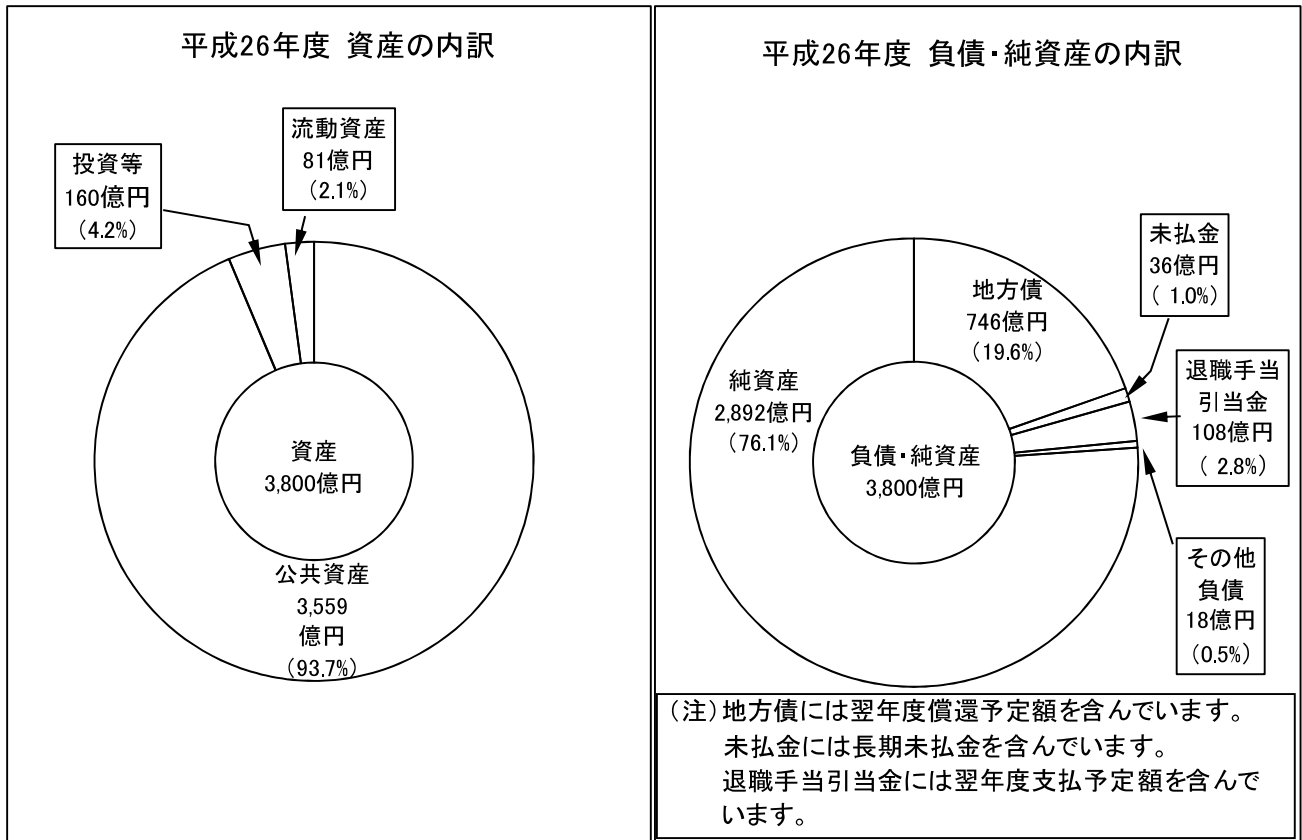 平成26年度 資産の内訳
流動資産
81億円
(2.1%)
投資等
160億円
(4.2%)
資産
3,800億円
公共資産
3,559
億円
(93.7%)
平成26年度 負債・純資産の内訳
未払金
36億円
( 1.0%)
地方債
746億円
(19.6%)
退職手当
引当金
108億円
( 2.8%)
純資産
2,892億円
(76.1%)
負債・純資産
3,800億円
その他
負債
18億円
(0.5%)
(注)地方債には翌年度償還予定額を含んでいます。
未払金には長期未払金を含んでいます。
退職手当引当金には翌年度支払予定額を含んで
います。